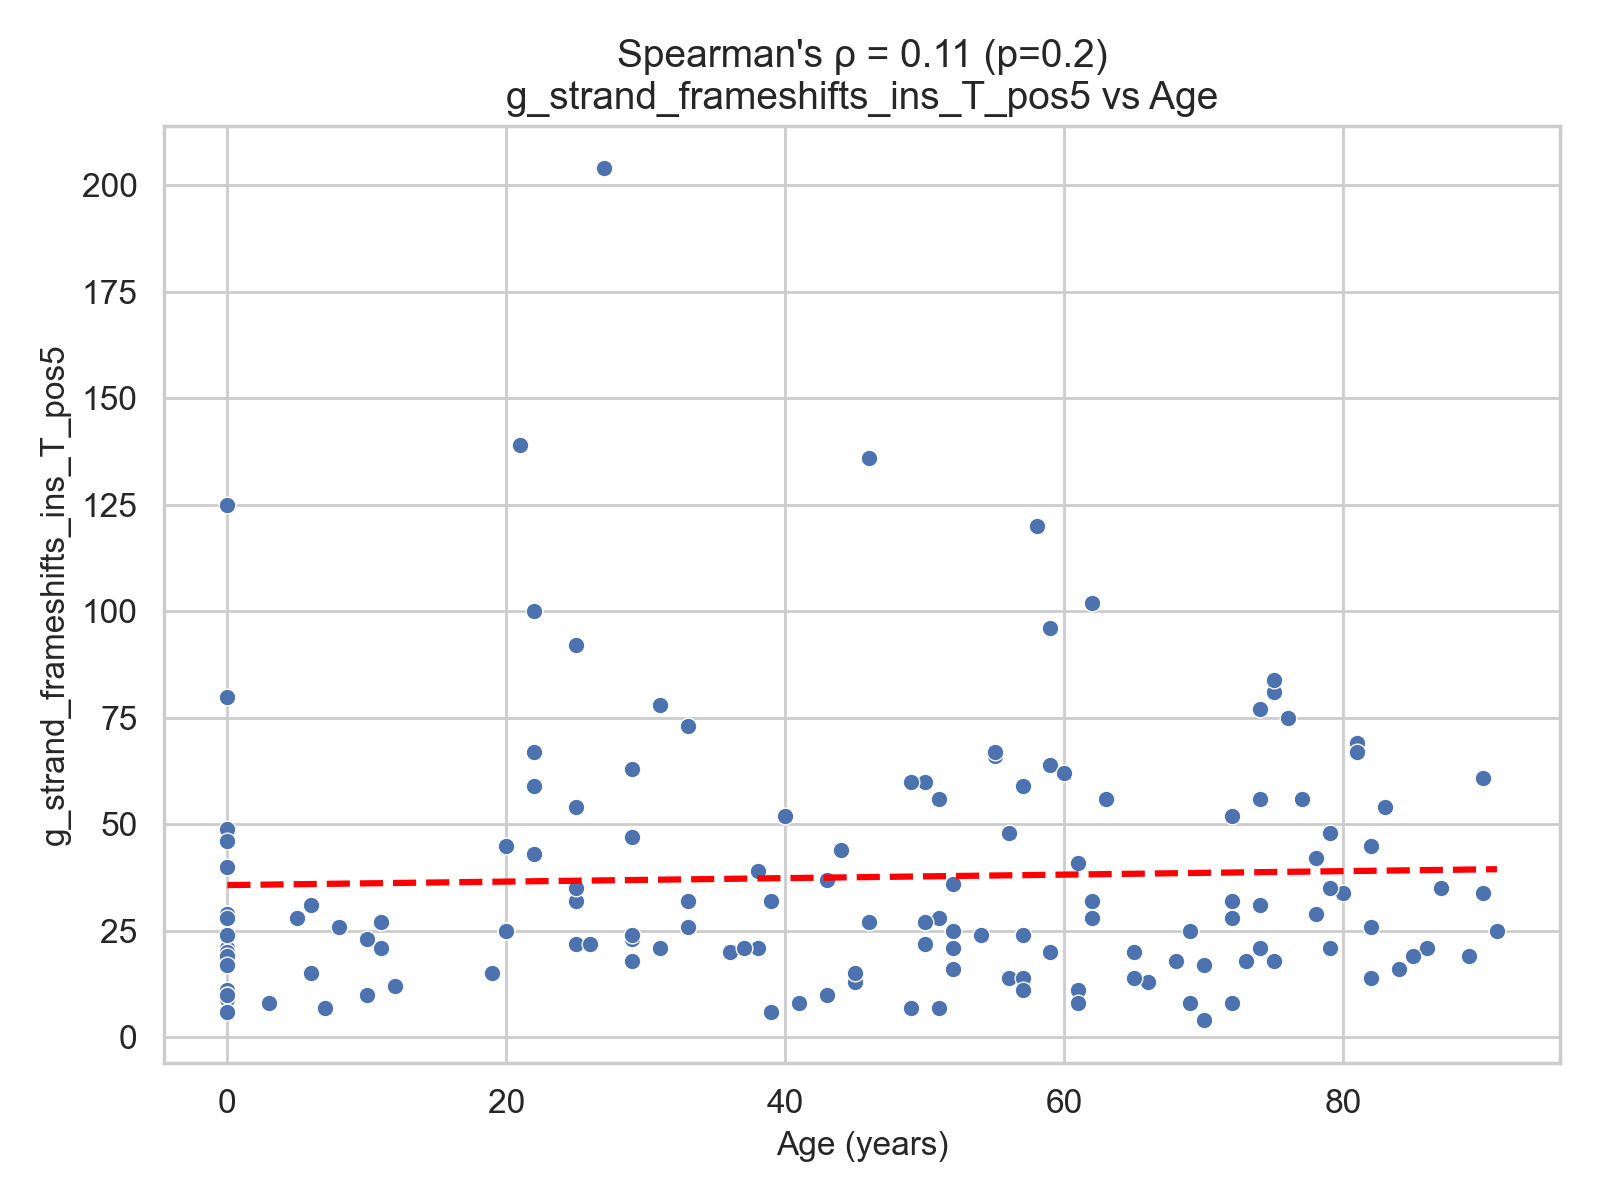 Spearman's ρ = 0.11 (p=0.2)
g_strand_frameshifts_ins_T_pos5 vs Age
g_strand_frameshifts_ins_T_pos5
200
175
150
125
100
75
50
25
0
0 20 40 60 80
Age (years)